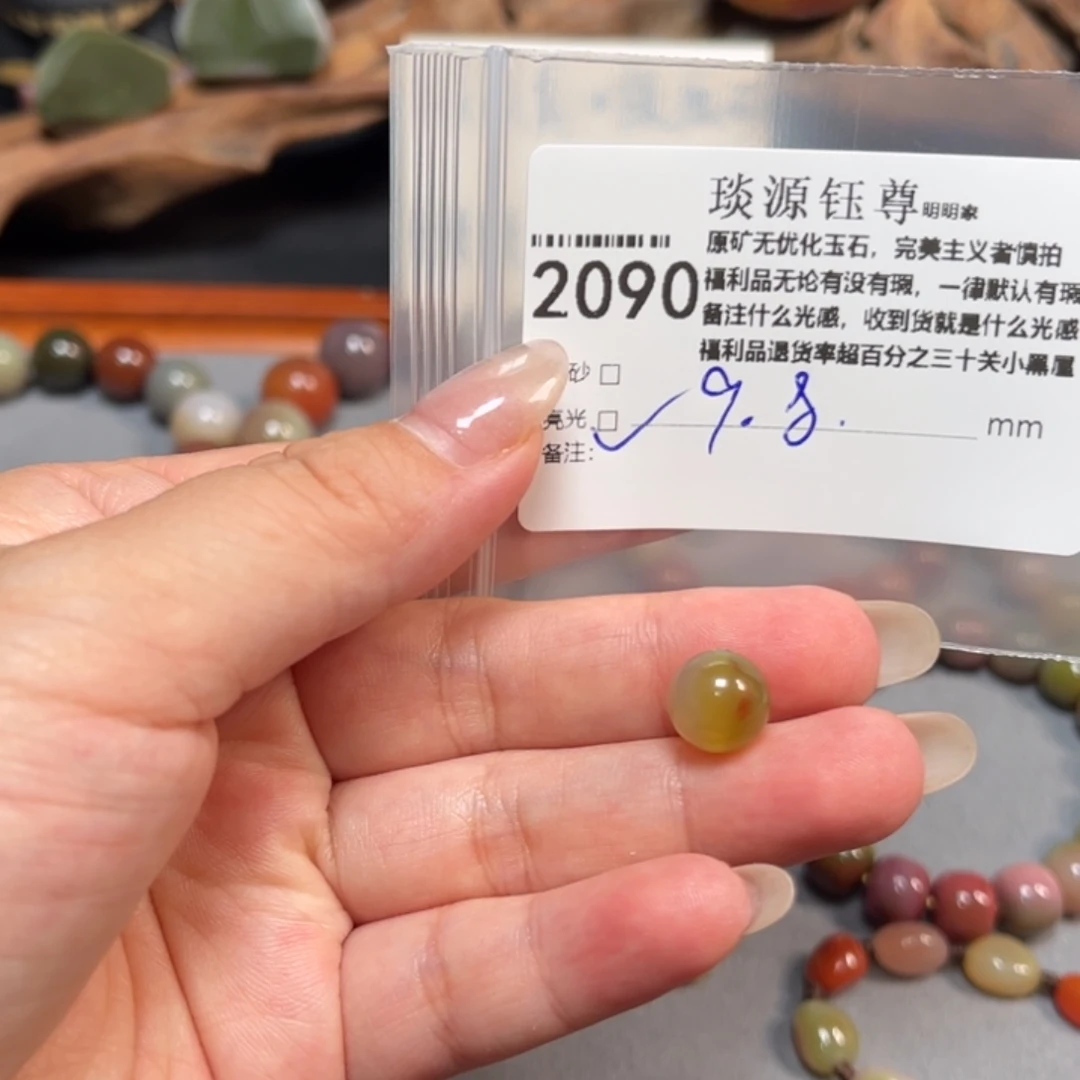 琰源钰尊明明家
原矿无优化玉石，完美主义者慎拍
2090
福利品无论有没有瑕，一律默认有瑕
备注什么光感，收到货就是什么光感
福利品退货率超百分之三十关小黑屋
砂 □
亮光 □ ✓ 9.8. mm
备注：